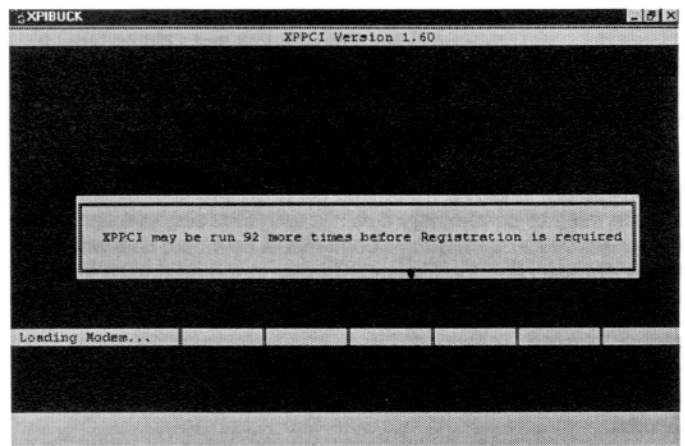 XPIBUCK
XPPCI Version 1.60
XPPCI may be run 92 more times before Registration is required
Loading Modem...